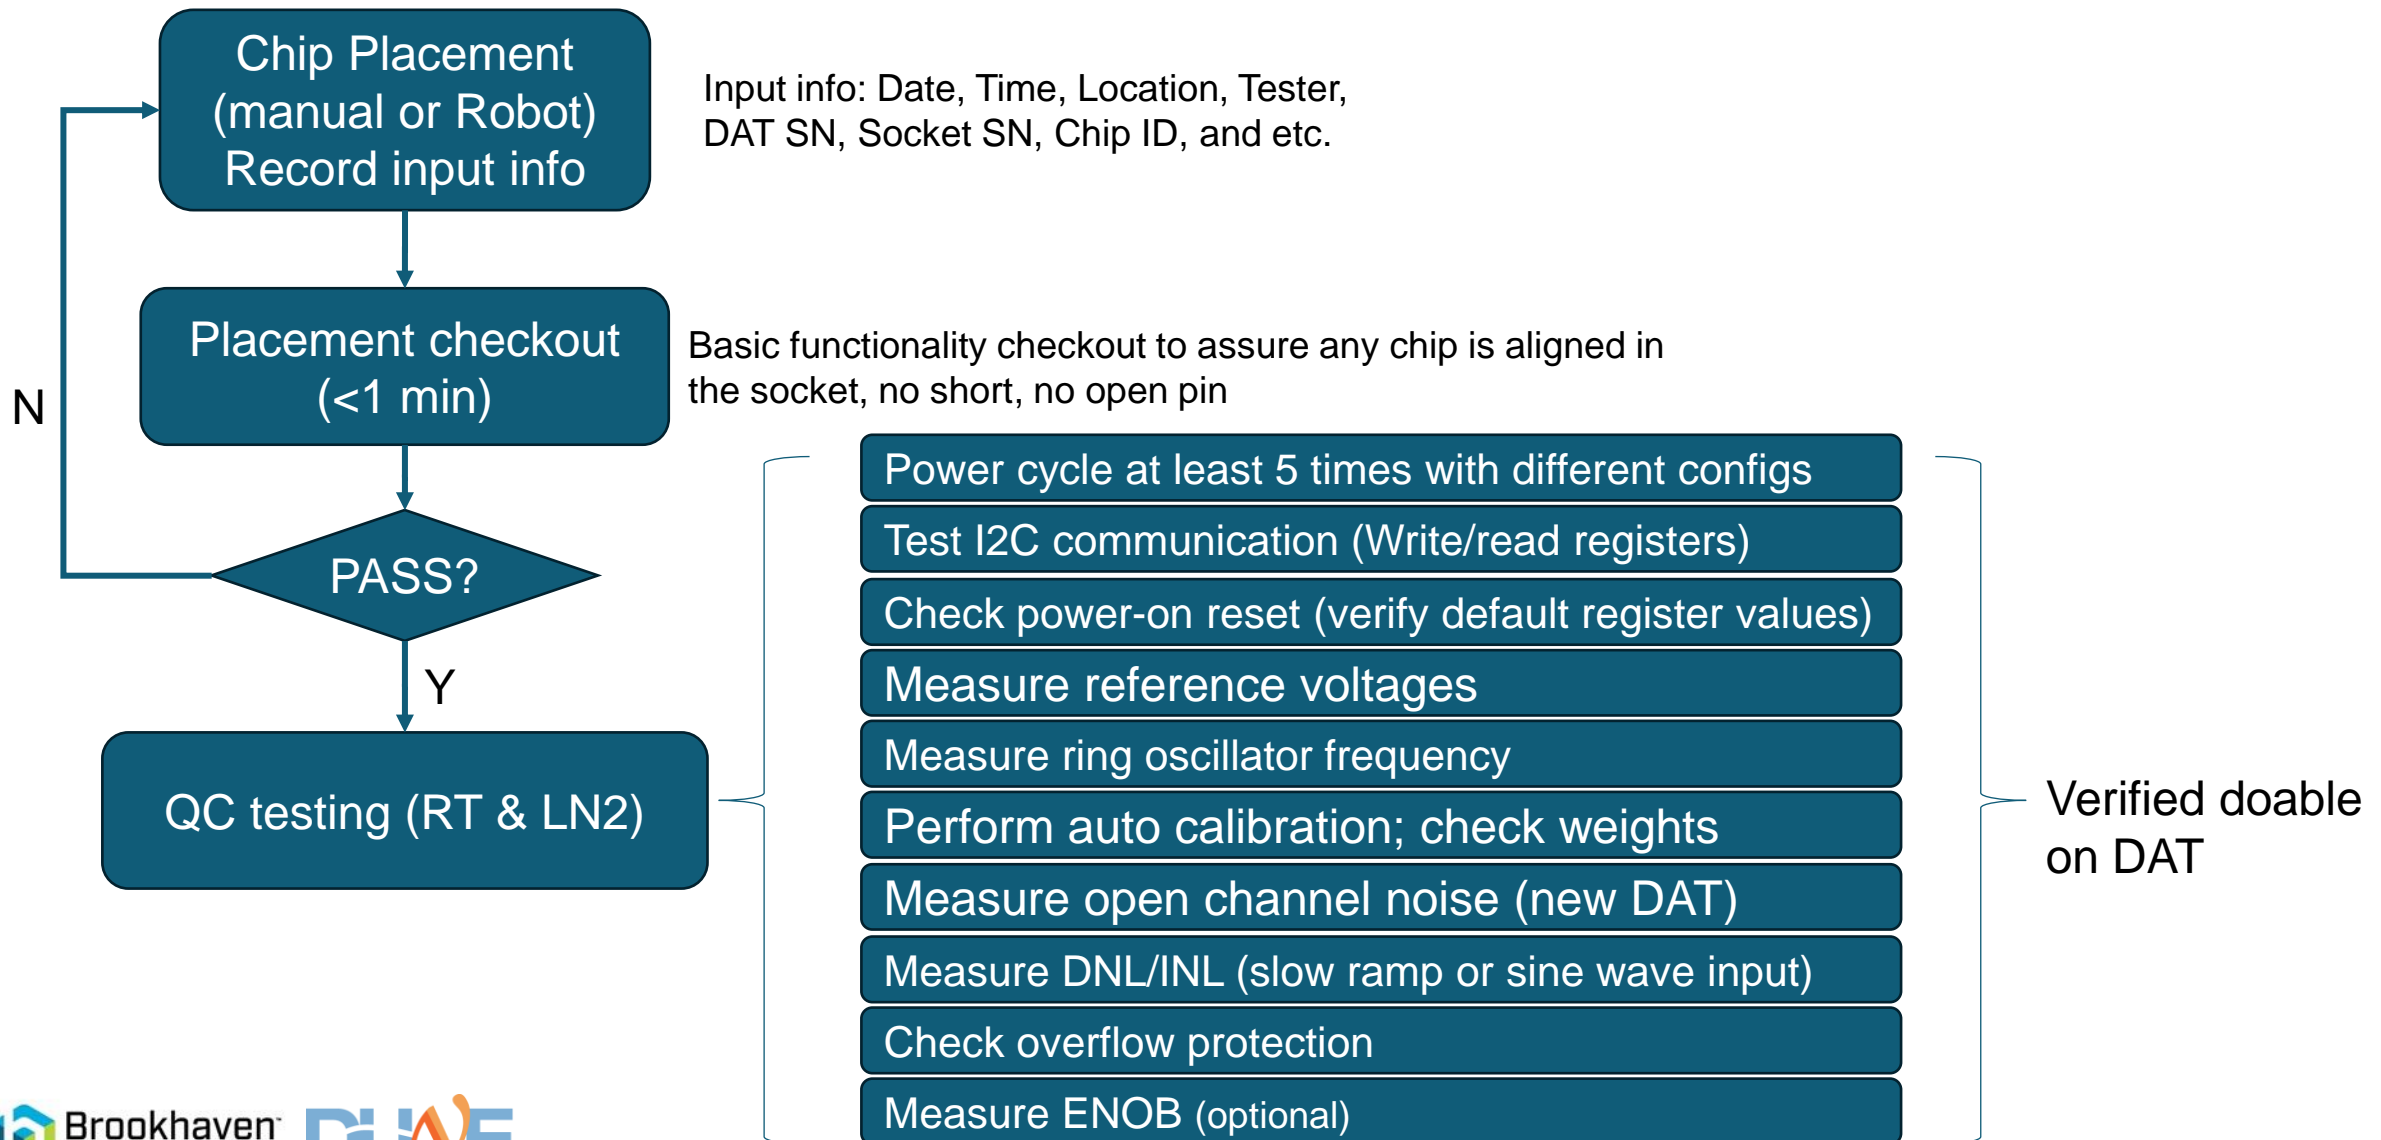 Chip Placement
(manual or Robot)
Record input info
Input info: Date, Time, Location, Tester,
DAT SN, Socket SN, Chip ID, and etc.
Placement checkout
(<1 min)
Basic functionality checkout to assure any chip is aligned in
the socket, no short, no open pin
N
PASS?
Y
QC testing (RT & LN2)
Power cycle at least 5 times with different configs
Test I2C communication (Write/read registers)
Check power-on reset (verify default register values)
Measure reference voltages
Measure ring oscillator frequency
Perform auto calibration; check weights
Measure open channel noise (new DAT)
Measure DNL/INL (slow ramp or sine wave input)
Check overflow protection
Measure ENOB (optional)
Verified doable
on DAT
Brookhaven
DUNE